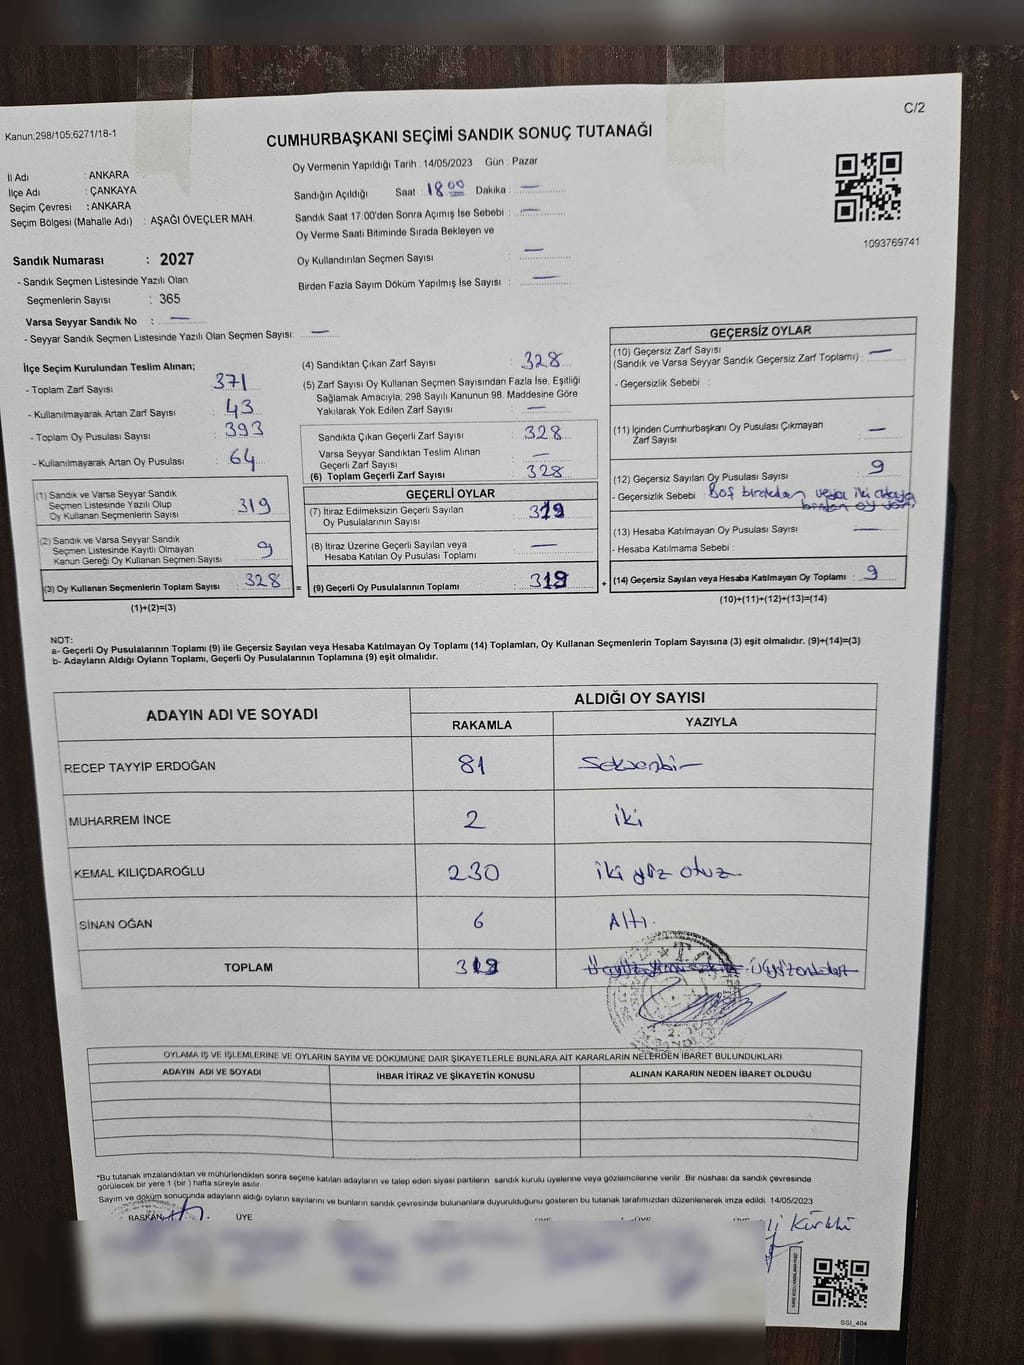 C/2
Kanun;298/105,6271/18-1
CUMHURBAŞKANI SEÇİMİ SANDIK SONUÇ TUTANAĞI
Oy Vermenin Yapıldığı Tarih : 14/05/2023 Gün : Pazar
İl Adı : ANKARA
İlçe Adı : ÇANKAYA
Seçim Çevresi : ANKARA
Seçim Bölgesi (Mahalle Adı) : AŞAĞI ÖVEÇLER MAH.
Sandığın Açıldığı Saat : 18 00 Dakika : —
Sandık Saat 17:00'den Sonra Açımış İse Sebebi : —
Oy Verme Saati Bitiminde Sırada Bekleyen ve
Oy Kullandırılan Seçmen Sayısı : —
Birden Fazla Sayım Döküm Yapılmış İse Sayısı : —
1093769741
Sandık Numarası : 2027
- Sandık Seçmen Listesinde Yazılı Olan
Seçmenlerin Sayısı : 365
Varsa Seyyar Sandık No : —
- Seyyar Sandık Seçmen Listesinde Yazılı Olan Seçmen Sayısı: —
İlçe Seçim Kurulundan Teslim Alınan;
- Toplam Zarf Sayısı : 371
- Kullanılmayarak Artan Zarf Sayısı : 43
- Toplam Oy Pusulası Sayısı : 393
- Kullanılmayarak Artan Oy Pusulası : 64
(1) Sandık ve Varsa Seyyar Sandık
Seçmen Listesinde Yazılı Olup
Oy Kullanan Seçmenlerin Sayısı : 319
(2) Sandık ve Varsa Seyyar Sandık
Seçmen Listesinde Kayıtlı Olmayan
Kanun Gereği Oy Kullanan Seçmen Sayısı : 9
(3) Oy Kullanan Seçmenlerin Toplam Sayısı : 328 =
(1)+(2)=(3)
(4) Sandıktan Çıkan Zarf Sayısı : 328
(5) Zarf Sayısı Oy Kullanan Seçmen Sayısından Fazla İse, Eşitliği
Sağlamak Amacıyla; 298 Sayılı Kanunun 98. Maddesine Göre
Yakılarak Yok Edilen Zarf Sayısı : —
Sandıkta Çıkan Geçerli Zarf Sayısı : 328
Varsa Seyyar Sandıktan Teslim Alınan
Geçerli Zarf Sayısı : —
(6) Toplam Geçerli Zarf Sayısı : 328
GEÇERLİ OYLAR
(7) İtiraz Edilmeksizin Geçerli Sayılan
Oy Pusulalarının Sayısı : 319
(8) İtiraz Üzerine Geçerli Sayılan veya
Hesaba Katılan Oy Pusulası Toplamı : —
(9) Geçerli Oy Pusulalarının Toplamı : 319 +
GEÇERSİZ OYLAR
(10) Geçersiz Zarf Sayısı
(Sandık ve Varsa Seyyar Sandık Geçersiz Zarf Toplamı) : —
- Geçersizlik Sebebi :
(11) İçinden Cumhurbaşkanı Oy Pusulası Çıkmayan
Zarf Sayısı : —
(12) Geçersiz Sayılan Oy Pusulası Sayısı : 9
- Geçersizlik Sebebi : Boş bırakılan veya iki adaya
birden oy
(13) Hesaba Katılmayan Oy Pusulası Sayısı : —
- Hesaba Katılmama Sebebi :
(14) Geçersiz Sayılan veya Hesaba Katılmayan Oy Toplamı : 9
(10)+(11)+(12)+(13)=(14)
NOT:
a- Geçerli Oy Pusulalarının Toplamı (9) ile Geçersiz Sayılan veya Hesaba Katılmayan Oy Toplamı (14) Toplamları, Oy Kullanan Seçmenlerin Toplam Sayısına (3) eşit olmalıdır. (9)+(14)=(3)
b- Adayların Aldığı Oyların Toplamı, Geçerli Oy Pusulalarının Toplamına (9) eşit olmalıdır.
ADAYIN ADI VE SOYADI
ALDIĞI OY SAYISI
RAKAMLA YAZIYLA
RECEP TAYYİP ERDOĞAN 81 Seksenbir
MUHARREM İNCE 2 iki
KEMAL KILIÇDAROĞLU 230 iki yüz otuz
SİNAN OĞAN 6 Altı.
TOPLAM 319 Üçyüzondokuz
T.C.
OYLAMA İŞ VE İŞLEMLERİNE VE OYLARIN SAYIM VE DÖKÜMÜNE DAİR ŞİKAYETLERLE BUNLARA AİT KARARLARIN NELERDEN İBARET BULUNDUKLARI
ADAYIN ADI VE SOYADI İHBAR İTİRAZ VE ŞİKAYETİN KONUSU ALINAN KARARIN NEDEN İBARET OLDUĞU
*Bu tutanak imzalandıktan ve mühürlendikten sonra seçime katılan adayların ve talep eden siyasi partilerin sandık kurulu üyelerine veya gözlemcilerine verilir. Bir nüshası da sandık çevresinde
görülecek bir yere 1 (bir) hafta süreyle asılır.
Sayım ve döküm sonucunda adayların aldığı oyların sayılarını ve bunların sandık çevresinde bulunanlara duyurulduğunu gösteren bu tutanak tarafımızdan düzenlenerek imza edildi. 14/05/2023
BAŞKAN ÜYE ÜYE ÜYE ÜYE
SSİ_404